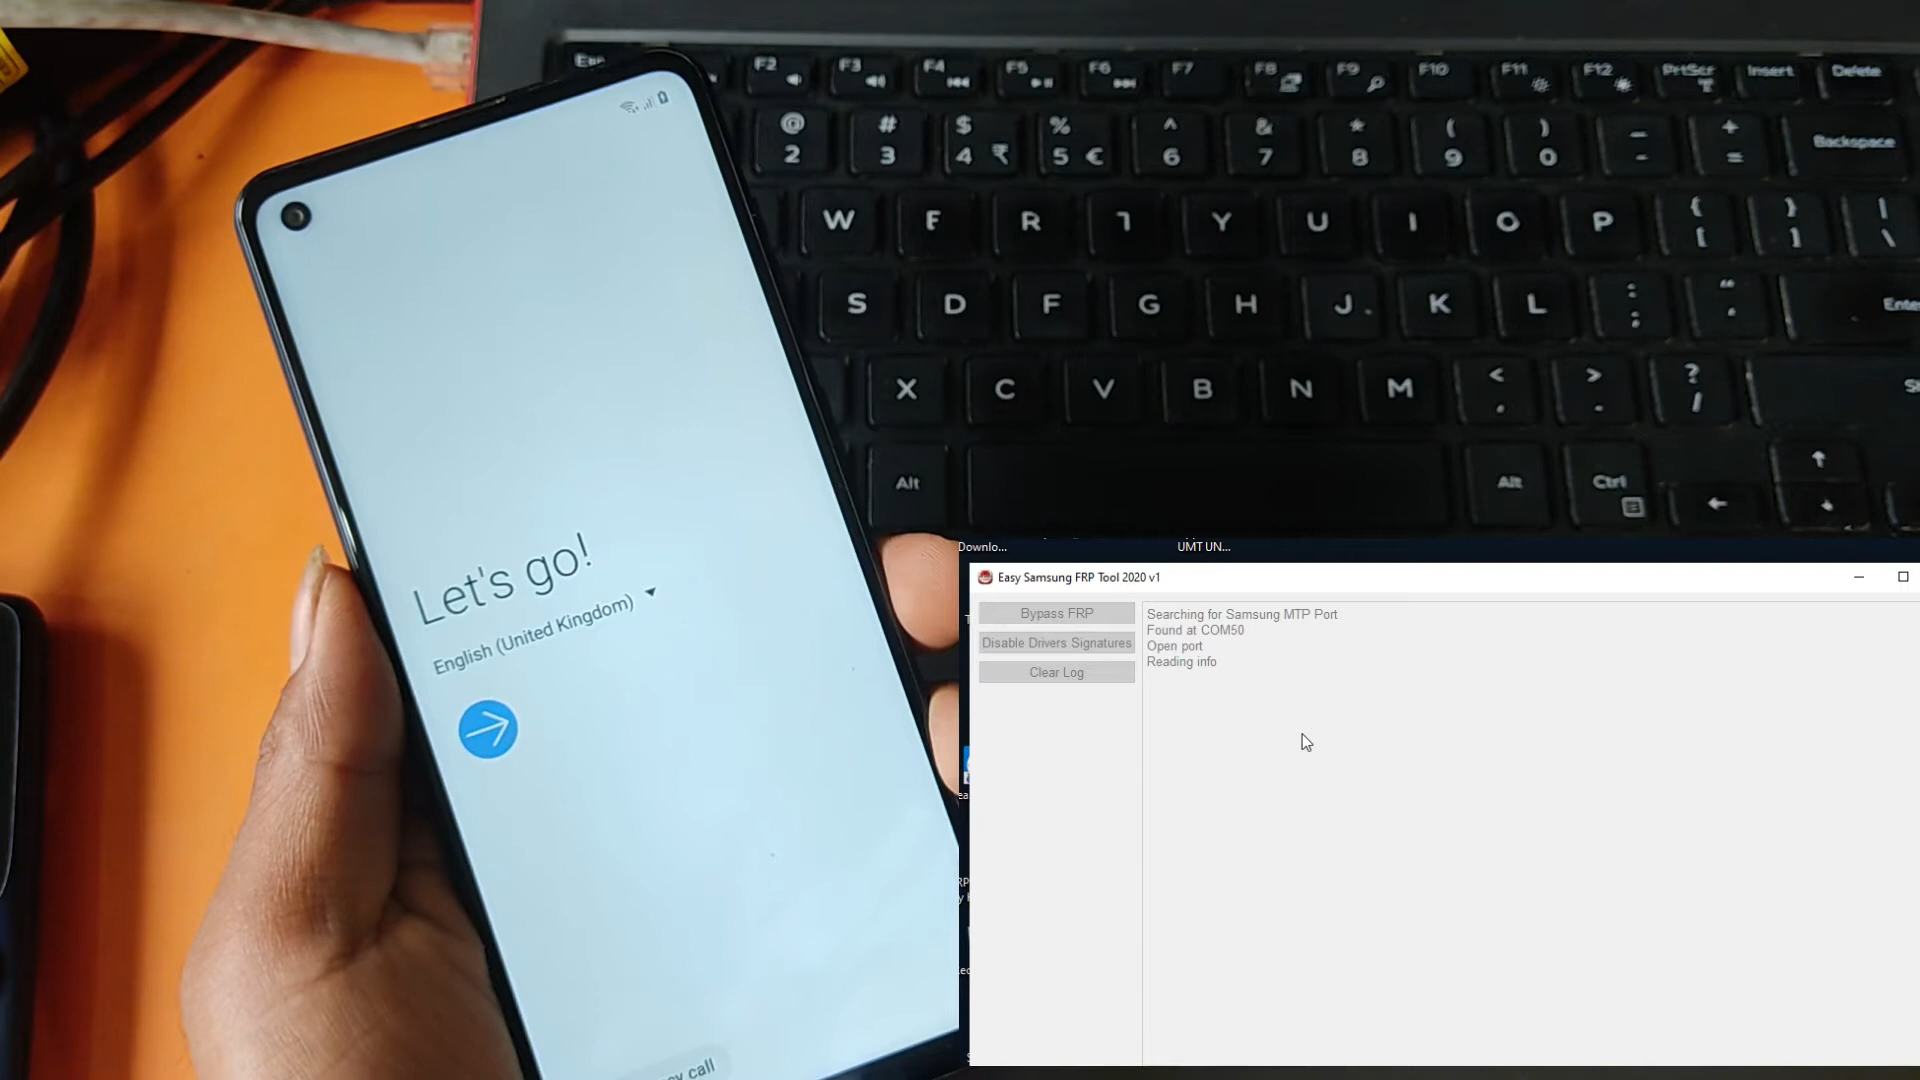 Let's go!
English (United Kingdom)
cy call
F2 F3 F4 F5 F6 F7 F8 F9 F10 F11 F12 PrtScr Insert Delete
@ # $ % ^ & * ( ) _ +
2 3 4 ₹ 5 € 6 7 8 9 0 - = Backspace
W R Y U I O P { [ } ] | \
S D F G H J K L : ; " Ente
X C V B N M < > ? /
Alt Alt Ctrl
Downlo...
UMT UN...
Easy Samsung FRP Tool 2020 v1
Bypass FRP
Disable Drivers Signatures
Clear Log
Searching for Samsung MTP Port
Found at COM50
Open port
Reading info